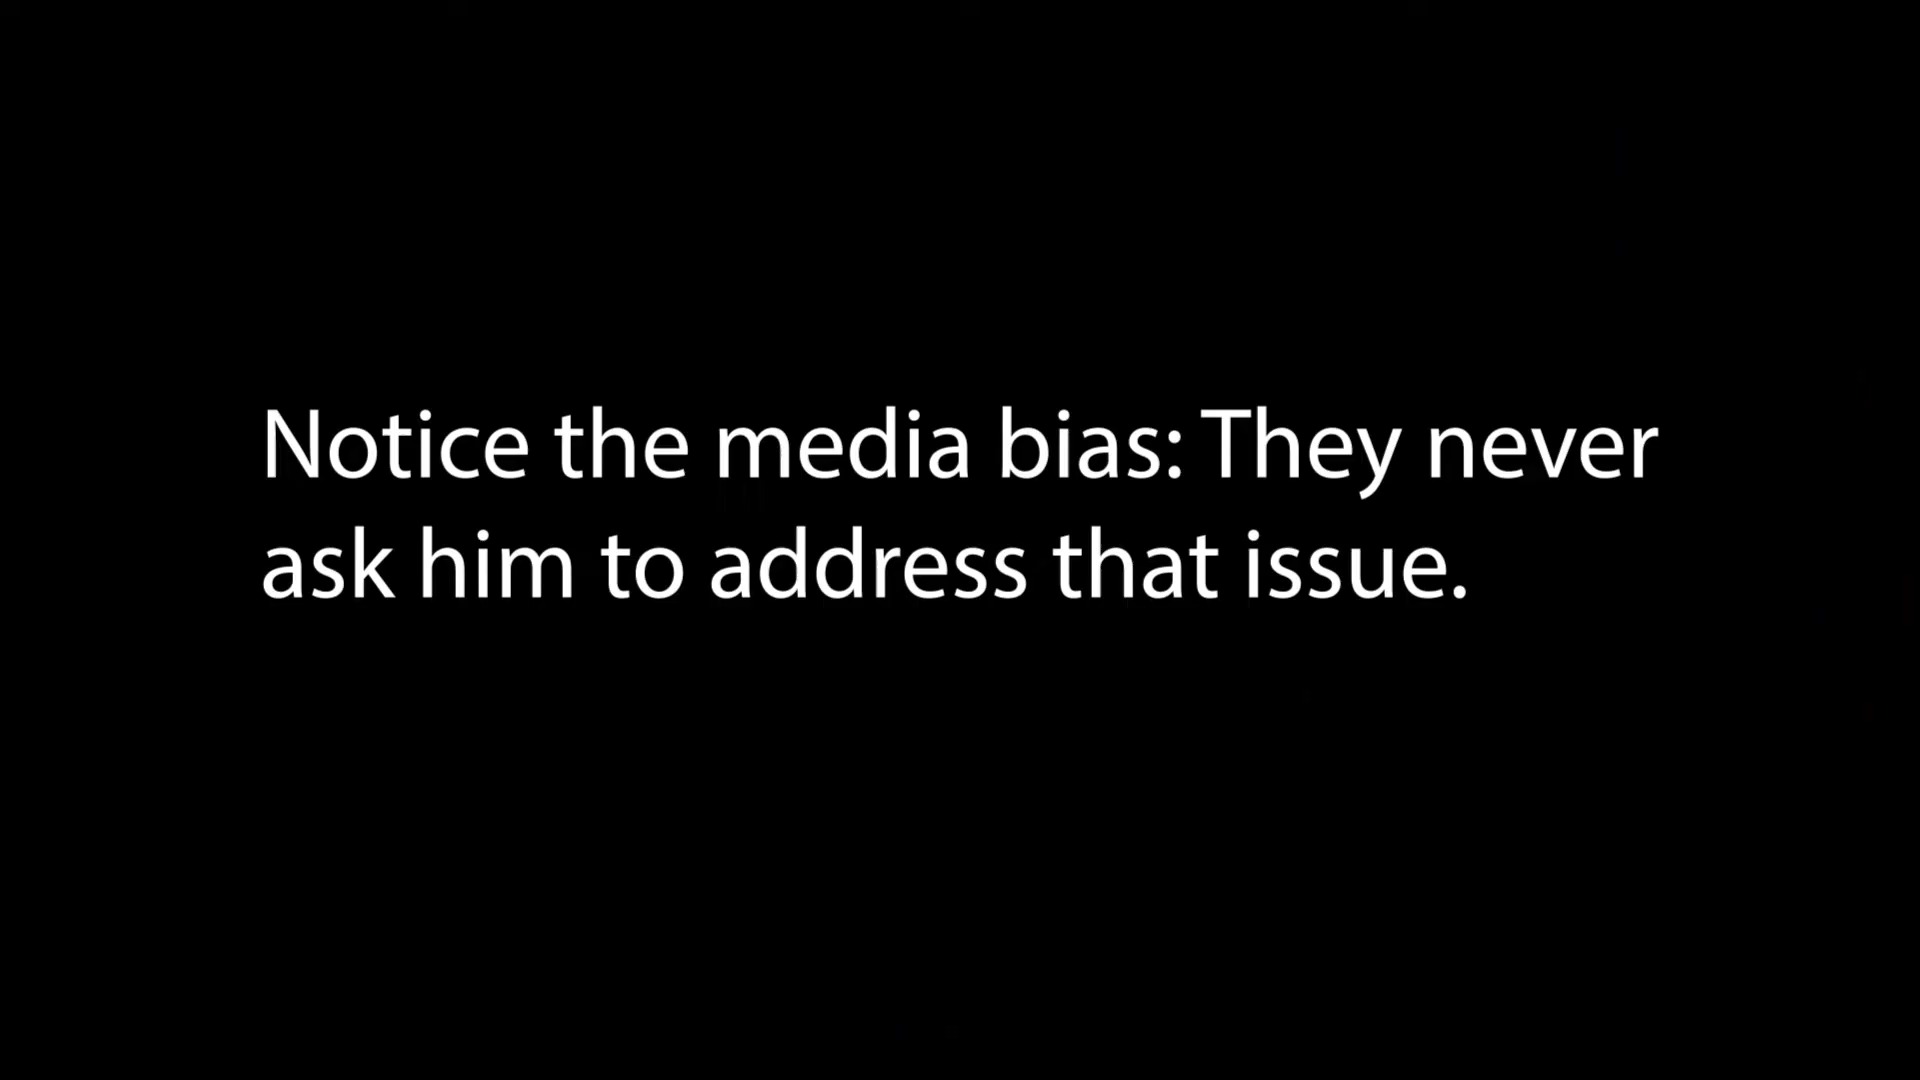 Notice the media bias: They never
ask him to address that issue.